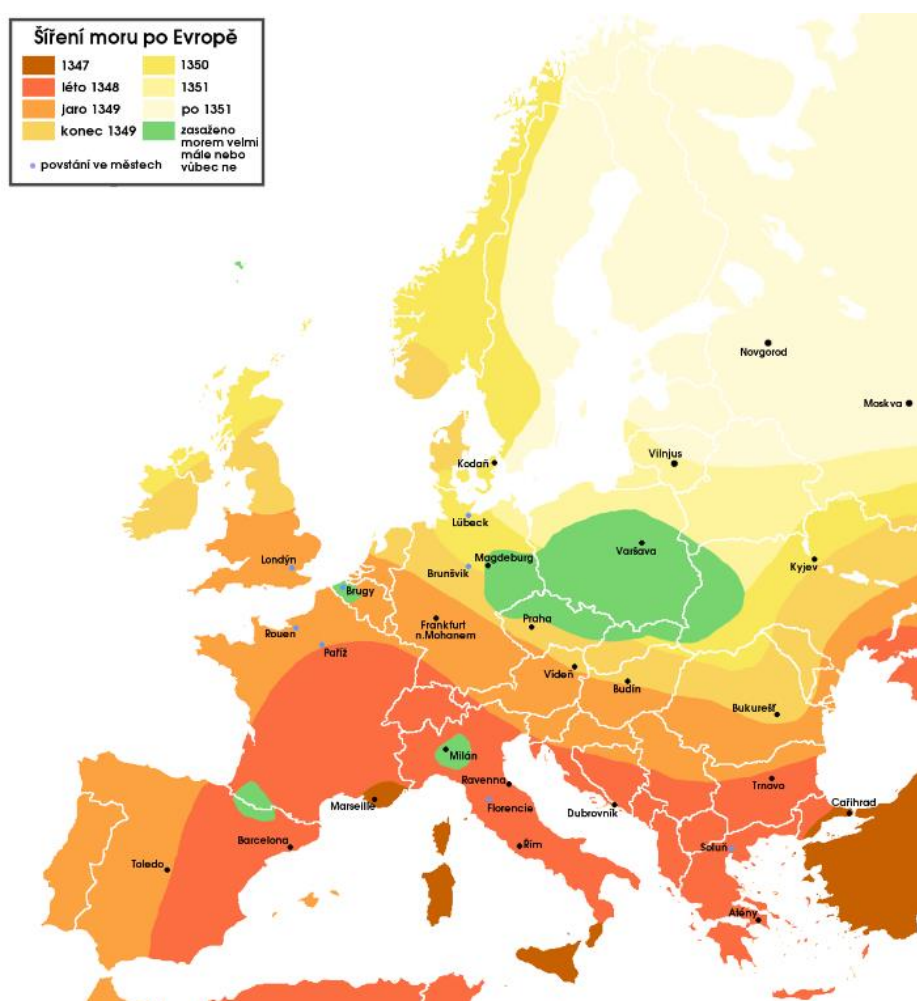 Šíření moru po Evropě
1347
léto 1348
jaro 1349
konec 1349
povstání ve městech
1350
1351
po 1351
zasaženo
morem velmi
mále nebo
vůbec ne
Novgorod
Moskva
Vilnjus
Kodaň
Lübeck
Magdeburg
Varšava
Brunšvik
Kyjev
Londýn
Brugy
Frankfurt
n.Mohanem
Praha
Rouen
Paříž
Vídeň
Budín
Bukurešť
Milán
Ravenna
Marseille
Florencie
Dubrovník
Trnavo
Cařihrad
Barcelona
Řím
Soluň
Toledo
Atény